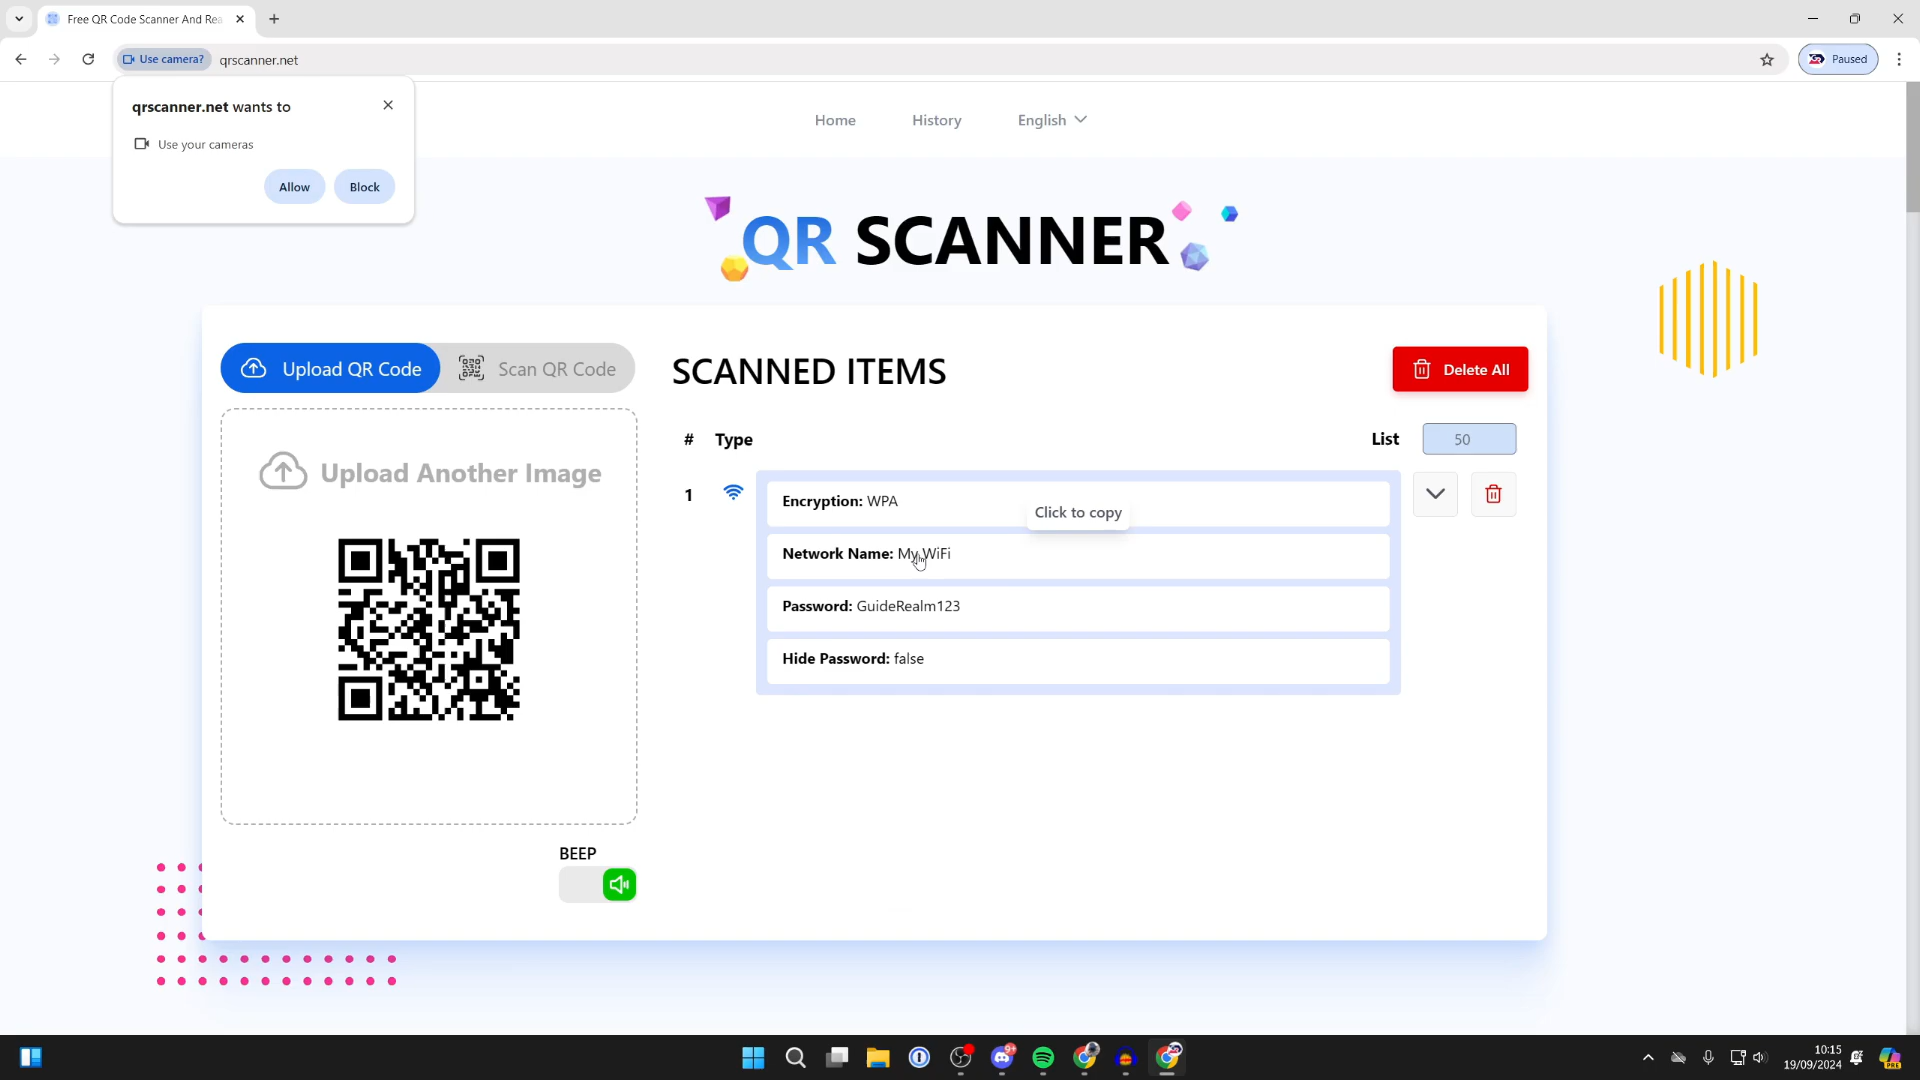 Free QR Code Scanner And Rea
Use camera?
qrscanner.net
Paused
qrscanner.net wants to
Use your cameras
Allow
Block
Home
History
English
QR SCANNER
Upload QR Code
Scan QR Code
SCANNED ITEMS
Delete All
# Type
List
50
Upload Another Image
1
Encryption: WPA
Click to copy
Network Name: My WiFi
Password: GuideRealm123
Hide Password: false
BEEP
9+
10:15
19/09/2024
PRE